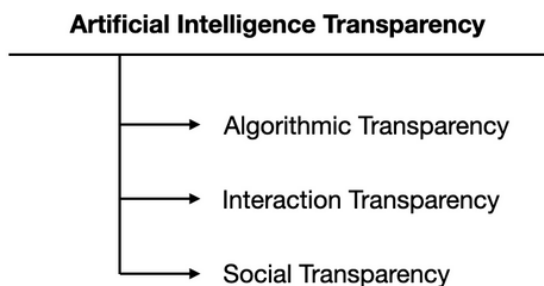 Artificial Intelligence Transparency
Algorithmic Transparency
Interaction Transparency
Social Transparency